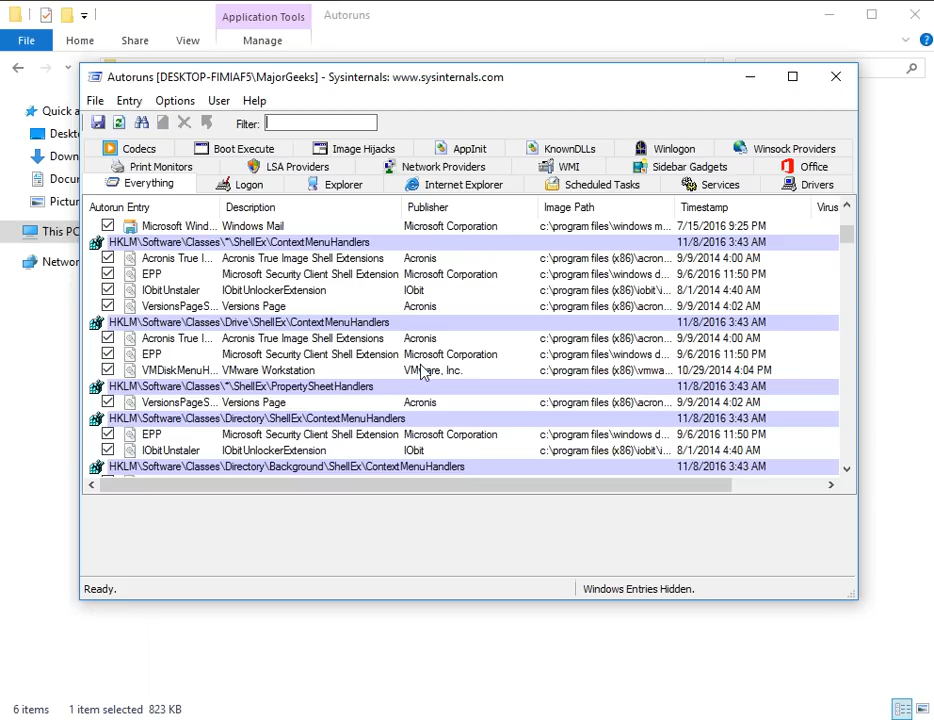 Application Tools
Autoruns
File Home Share View Manage
Quick a
Deskt
Down
Docur
Pictur
This PC
Networ
Autoruns [DESKTOP-FIMIAF5\MajorGeeks] - Sysinternals: www.sysinternals.com
File Entry Options User Help
Filter:
Codecs Boot Execute Image Hijacks AppInit KnownDLLs Winlogon Winsock Providers
Print Monitors LSA Providers Network Providers WMI Sidebar Gadgets Office
Everything Logon Explorer Internet Explorer Scheduled Tasks Services Drivers
Autorun Entry Description Publisher Image Path Timestamp Virus
Microsoft Wind... Windows Mail Microsoft Corporation c:\program files\windows m... 7/15/2016 9:25 PM
HKLM\Software\Classes\*\ShellEx\ContextMenuHandlers 11/8/2016 3:43 AM
Acronis True I... Acronis True Image Shell Extensions Acronis c:\program files (x86)\acron... 9/9/2014 4:00 AM
EPP Microsoft Security Client Shell Extension Microsoft Corporation c:\program files\windows d... 9/6/2016 11:50 PM
IObitUnstaler IObitUnlockerExtension IObit c:\program files (x86)\iobit\i... 8/1/2014 4:40 AM
VersionsPageS... Versions Page Acronis c:\program files (x86)\acron... 9/9/2014 4:02 AM
HKLM\Software\Classes\Drive\ShellEx\ContextMenuHandlers 11/8/2016 3:43 AM
Acronis True I... Acronis True Image Shell Extensions Acronis c:\program files (x86)\acron... 9/9/2014 4:00 AM
EPP Microsoft Security Client Shell Extension Microsoft Corporation c:\program files\windows d... 9/6/2016 11:50 PM
VMDiskMenuH... VMware Workstation VMware, Inc. c:\program files (x86)\vmwa... 10/29/2014 4:04 PM
HKLM\Software\Classes\*\ShellEx\PropertySheetHandlers 11/8/2016 3:43 AM
VersionsPageS... Versions Page Acronis c:\program files (x86)\acron... 9/9/2014 4:02 AM
HKLM\Software\Classes\Directory\ShellEx\ContextMenuHandlers 11/8/2016 3:43 AM
EPP Microsoft Security Client Shell Extension Microsoft Corporation c:\program files\windows d... 9/6/2016 11:50 PM
IObitUnstaler IObitUnlockerExtension IObit c:\program files (x86)\iobit\i... 8/1/2014 4:40 AM
HKLM\Software\Classes\Directory\Background\ShellEx\ContextMenuHandlers 11/8/2016 3:43 AM
Ready. Windows Entries Hidden.
6 items 1 item selected 823 KB